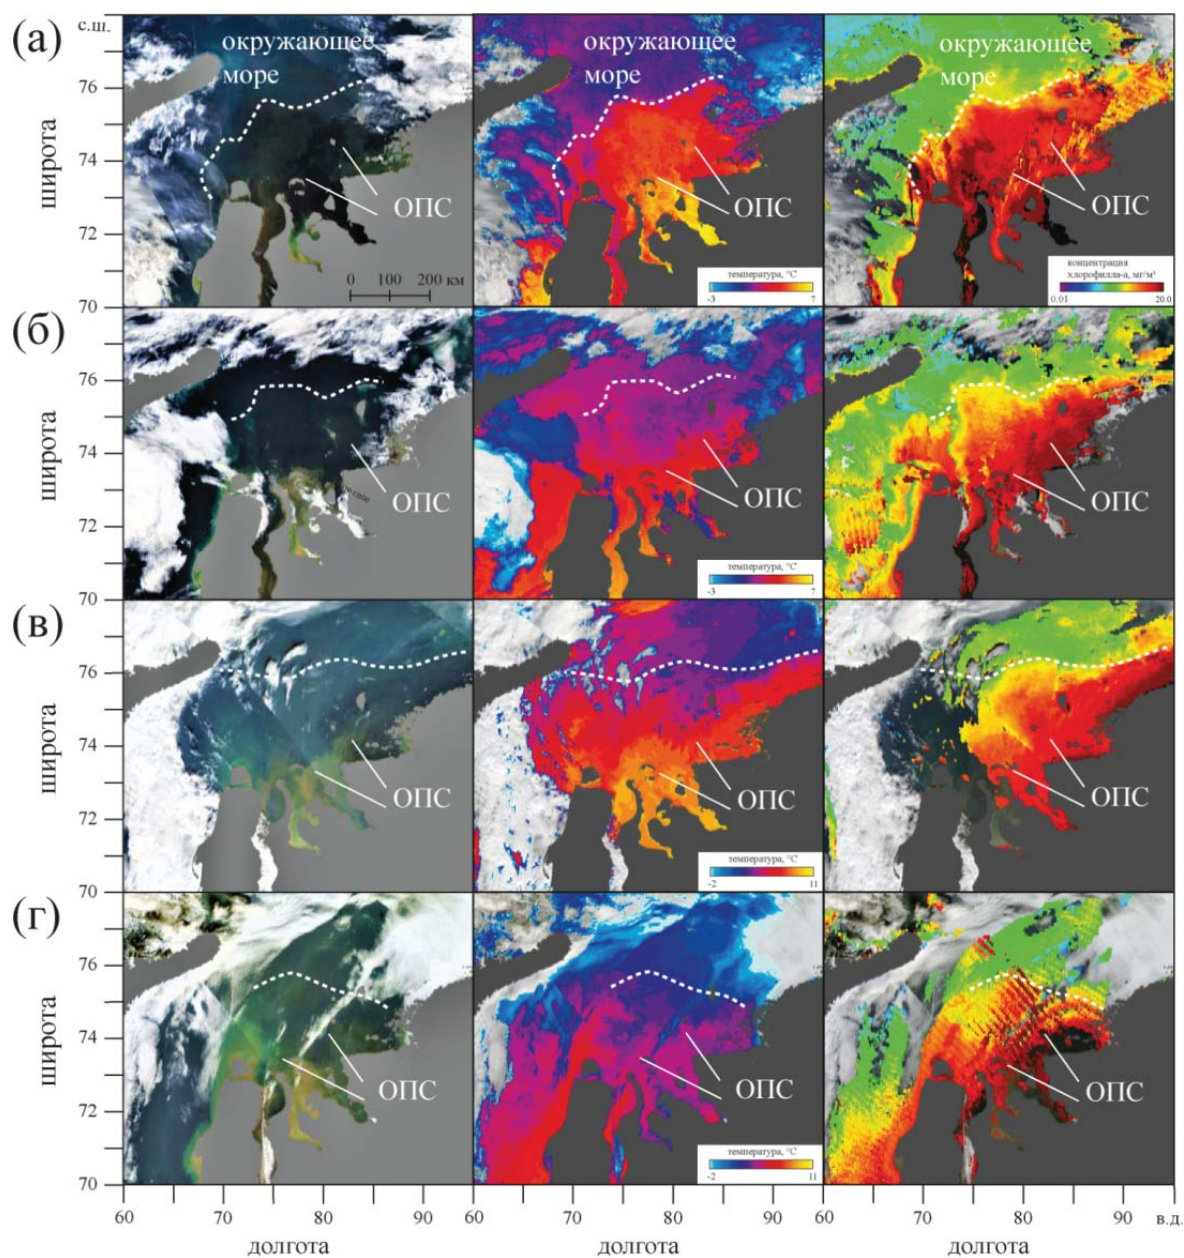 (а)
с.ш.
76
74
72
70
широта
окружающее
море
ОПС
0 100 200 км
окружающее
море
ОПС
температура, °C
-3 7
окружающее
море
ОПС
концентрация
хлорофилла-а, мг/м³
0.01 20.0
(б)
76
74
72
70
широта
ОПС
ОПС
температура, °C
-3 7
ОПС
(в)
76
74
72
70
широта
ОПС
ОПС
температура, °C
-2 11
ОПС
(г)
76
74
72
70
широта
ОПС
ОПС
температура, °C
-2 11
ОПС
60 70 80 90 60 70 80 90 60 70 80 90 в.д.
долгота долгота долгота